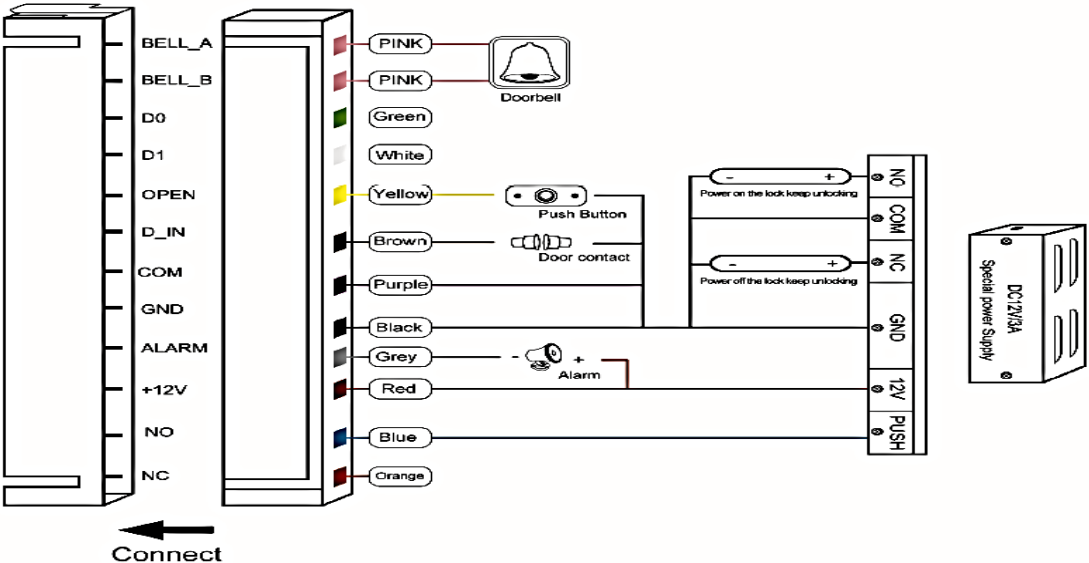 BELL_A
BELL_B
D0
D1
OPEN
D_IN
COM
GND
ALARM
+12V
NO
NC
Connect
PINK
PINK
Green
White
Yellow
Brown
Purple
Black
Grey
Red
Blue
Orange
Doorbell
Push Button
Door contact
- +
Alarm
- +
Power on the lock keep unlocking
- +
Power off the lock keep unlocking
NO
COM
NC
GND
12V
PUSH
DC12V/3A
Special power Supply